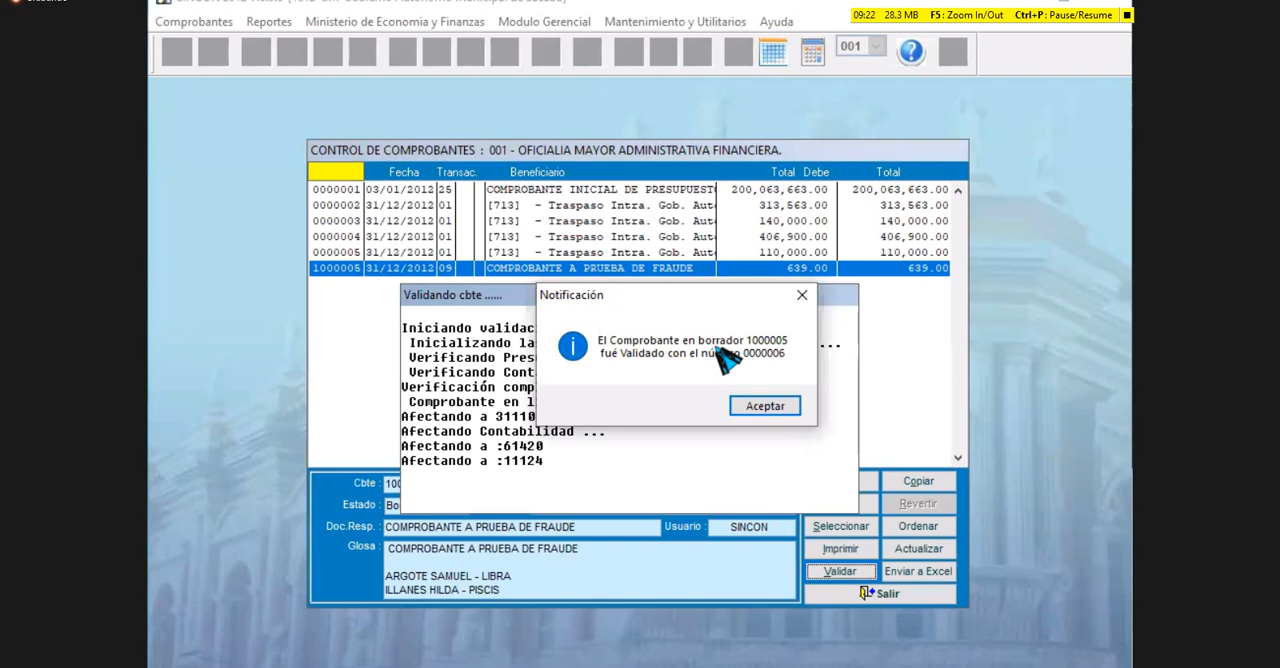 Comprobantes Reportes Ministerio de Economia y Finanzas Modulo Gerencial Mantenimiento y Utilitarios Ayuda
09:22 28.3 MB F5: Zoom In/Out Ctrl+P: Pause/Resume
001
CONTROL DE COMPROBANTES : 001 - OFICIALIA MAYOR ADMINISTRATIVA FINANCIERA.
Fecha Transac. Beneficiario Total Debe Total
0000001 03/01/2012 25 COMPROBANTE INICIAL DE PRESUPUEST 200,063,663.00 200,063,663.00
0000002 31/12/2012 01 [713] - Traspaso Intra. Gob. Aut 313,563.00 313,563.00
0000003 31/12/2012 01 [713] - Traspaso Intra. Gob. Aut 140,000.00 140,000.00
0000004 31/12/2012 01 [713] - Traspaso Intra. Gob. Aut 406,900.00 406,900.00
0000005 31/12/2012 01 [713] - Traspaso Intra. Gob. Aut 110,000.00 110,000.00
1000005 31/12/2012 09 COMPROBANTE A PRUEBA DE FRAUDE 639.00 639.00
Validando cbte ......
Notificación
El Comprobante en borrador 1000005
fué Validado con el 0000006
Aceptar
Iniciando validac
Inicializando la ...
Verificando Pres
Verificando Cont
Verificación comp
Comprobante en l
Afectando a 31110
Afectando Contabilidad ...
Afectando a :61420
Afectando a :11124
Cbte : 100
Estado : Bo
Doc.Resp. : COMPROBANTE A PRUEBA DE FRAUDE Usuario : SINCON
Glosa : COMPROBANTE A PRUEBA DE FRAUDE
ARGOTE SAMUEL - LIBRA
ILLANES HILDA - PISCIS
Copiar
Revertir
Seleccionar Ordenar
Imprimir Actualizar
Validar Enviar a Excel
Salir